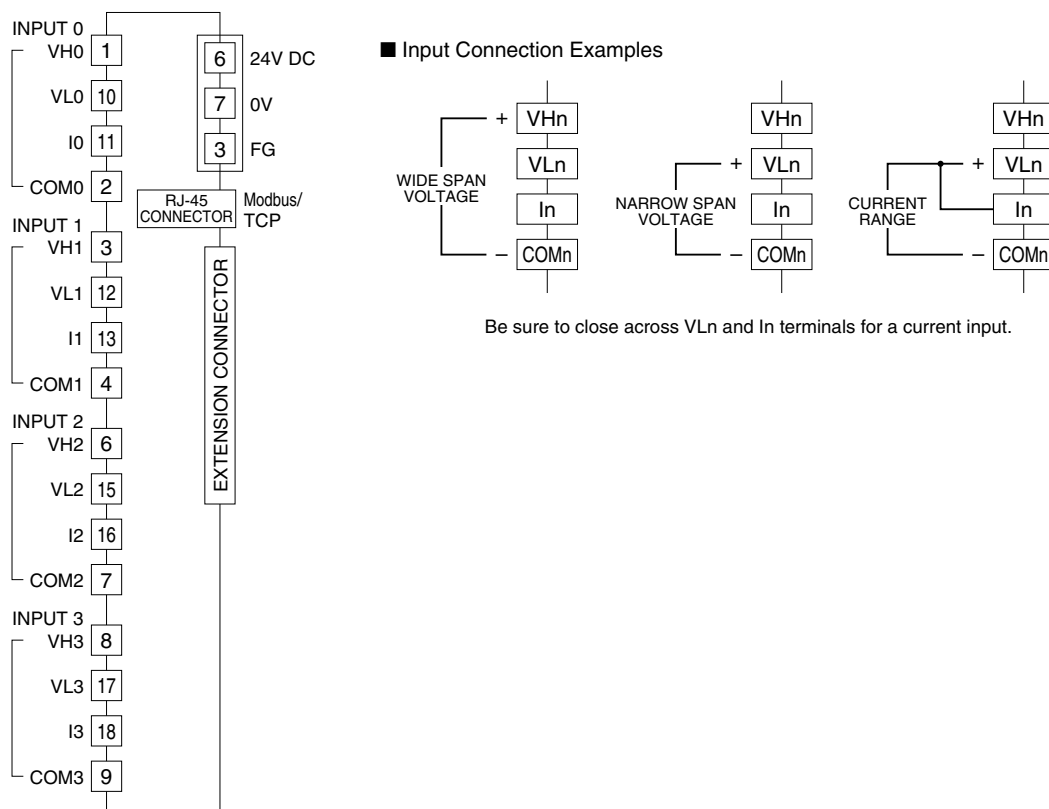 INPUT 0
VH0 1
VL0 10
I0 11
COM0 2
INPUT 1
VH1 3
VL1 12
I1 13
COM1 4
INPUT 2
VH2 6
VL2 15
I2 16
COM2 7
INPUT 3
VH3 8
VL3 17
I3 18
COM3 9
6 24V DC
7 0V
3 FG
RJ-45
CONNECTOR
Modbus/
TCP
EXTENSION CONNECTOR
■ Input Connection Examples
WIDE SPAN
VOLTAGE
+ VHn
VLn
In
– COMn
NARROW SPAN
VOLTAGE
VHn
+ VLn
In
– COMn
CURRENT
RANGE
VHn
+ VLn
In
– COMn
Be sure to close across VLn and In terminals for a current input.